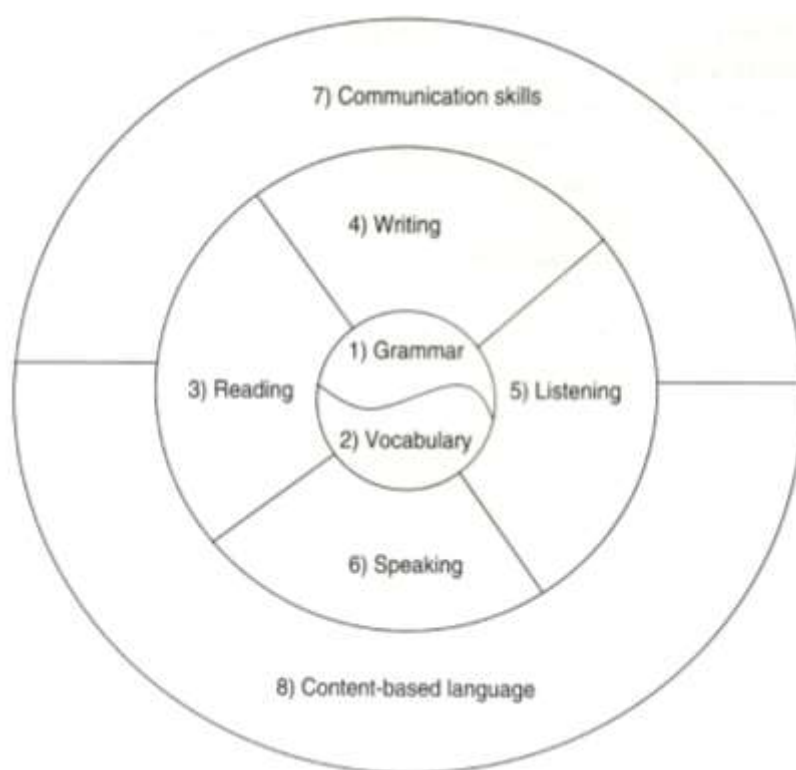 7) Communication skills
4) Writing
1) Grammar
3) Reading
5) Listening
2) Vocabulary
6) Speaking
8) Content-based language